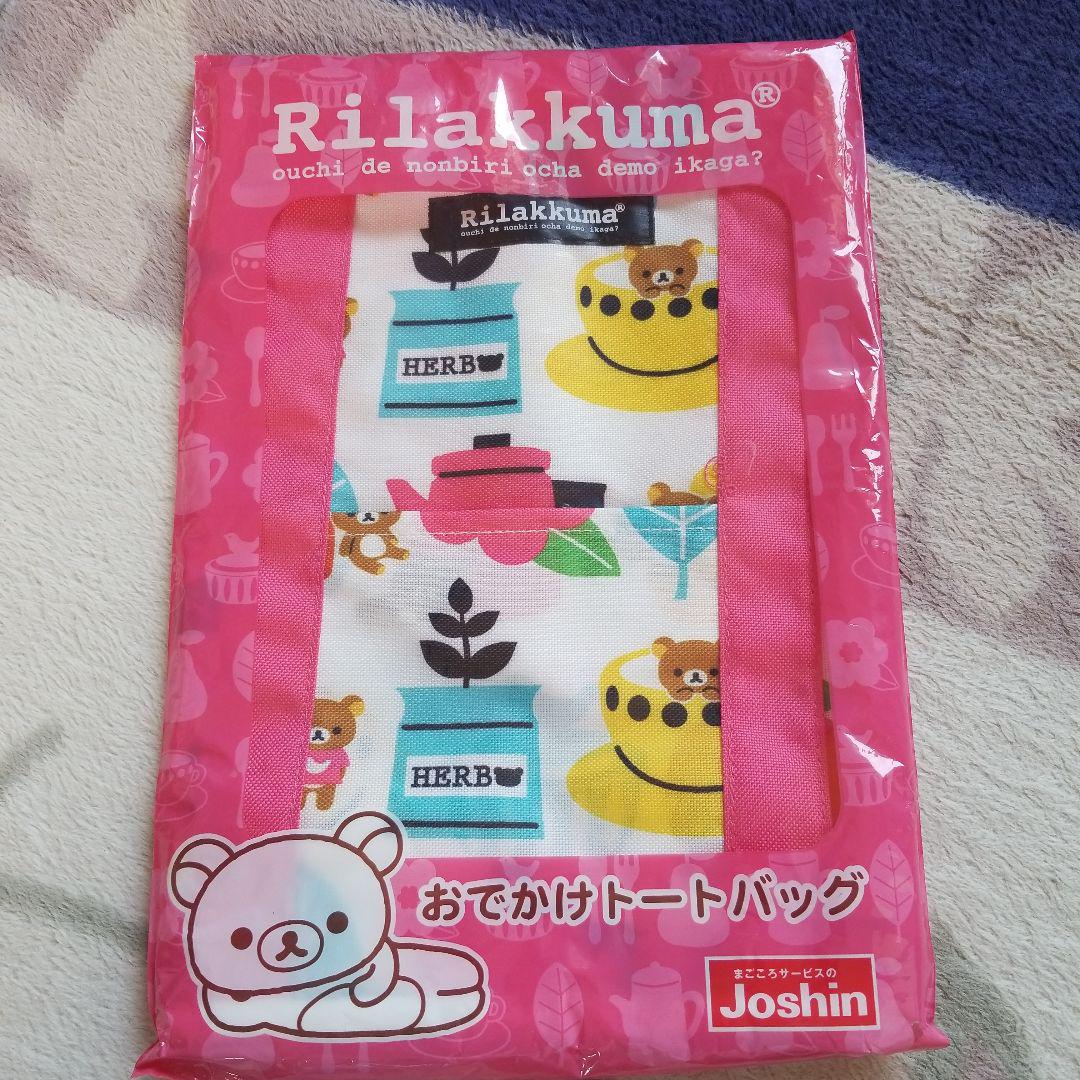 Rilakkuma®
ouchi de nonbiri ocha demo ikaga?
Rilakkuma®
ouchi de nonbiri ocha demo ikaga?
HERB
HERB
おでかけトートバッグ
まごころサービスの
Joshin